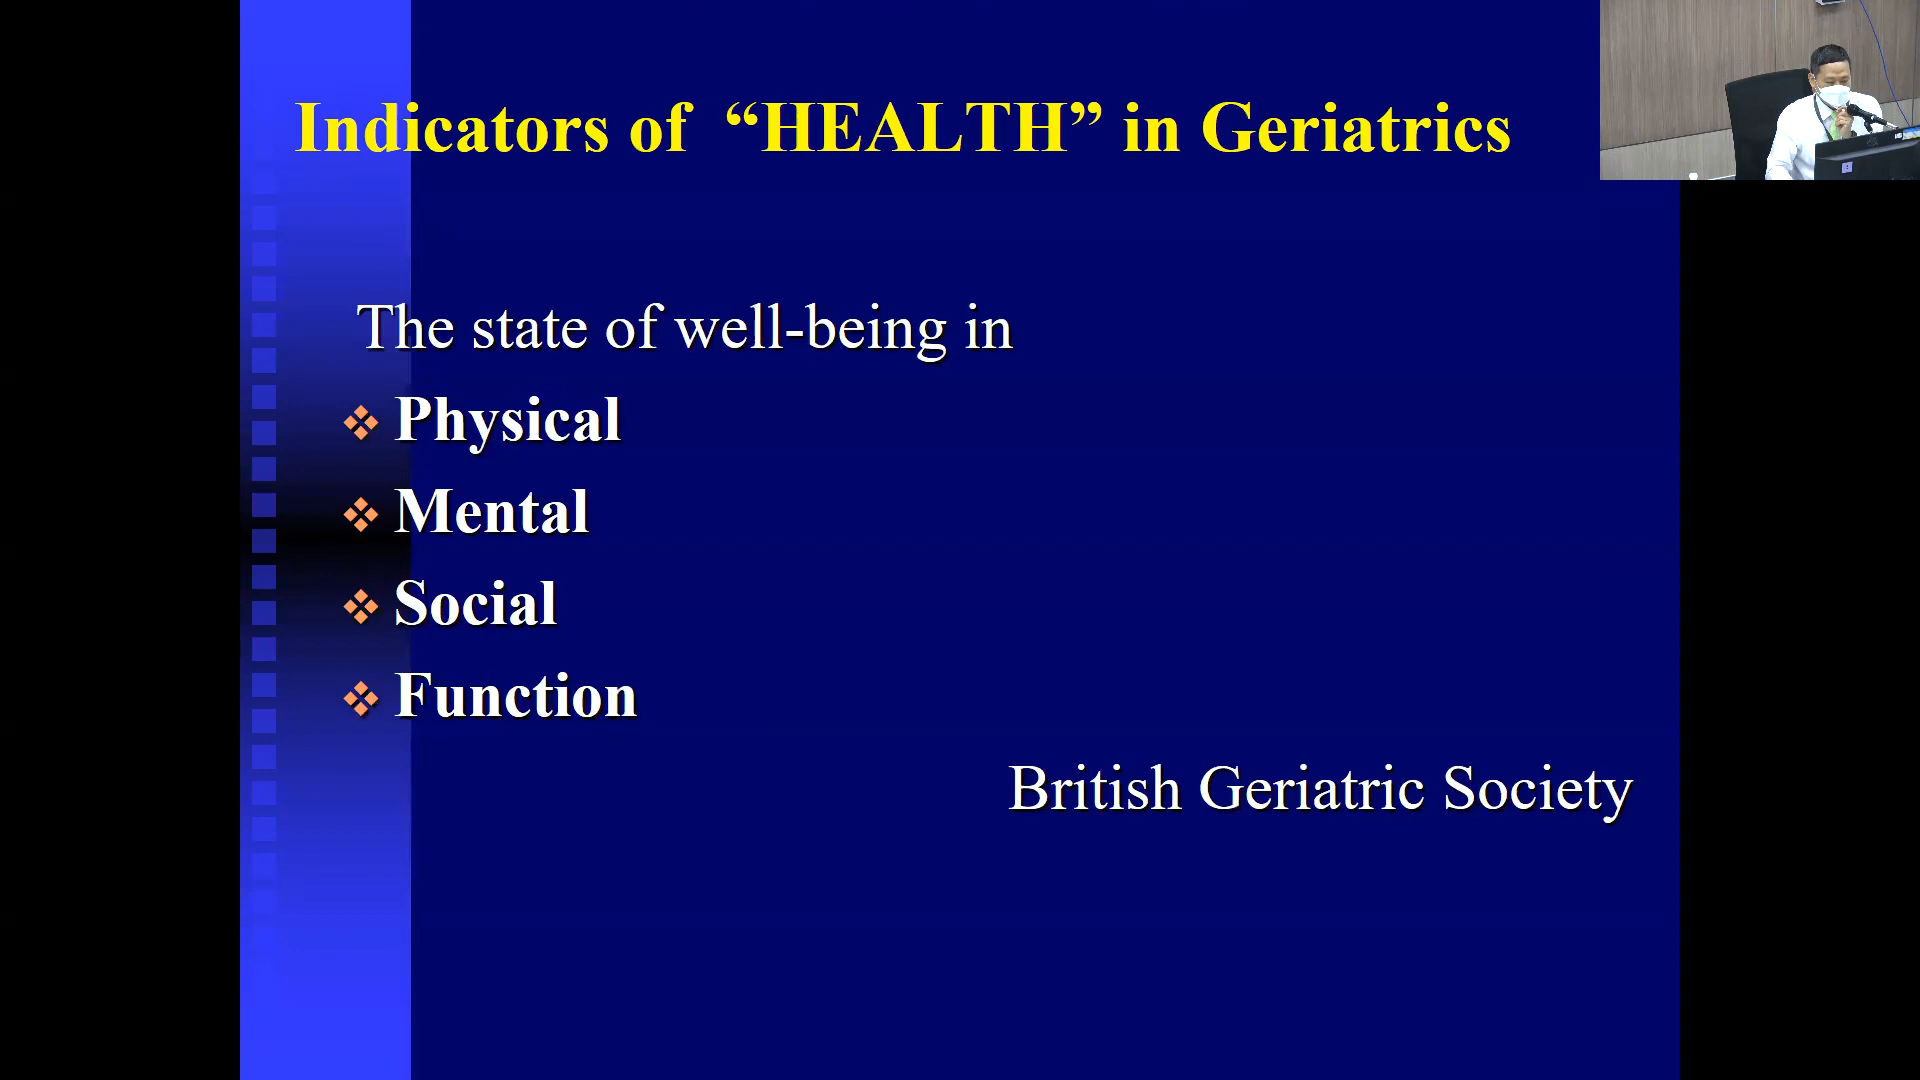 Indicators of “HEALTH” in Geriatrics
The state of well-being in
❖ Physical
❖ Mental
❖ Social
❖ Function
British Geriatric Society